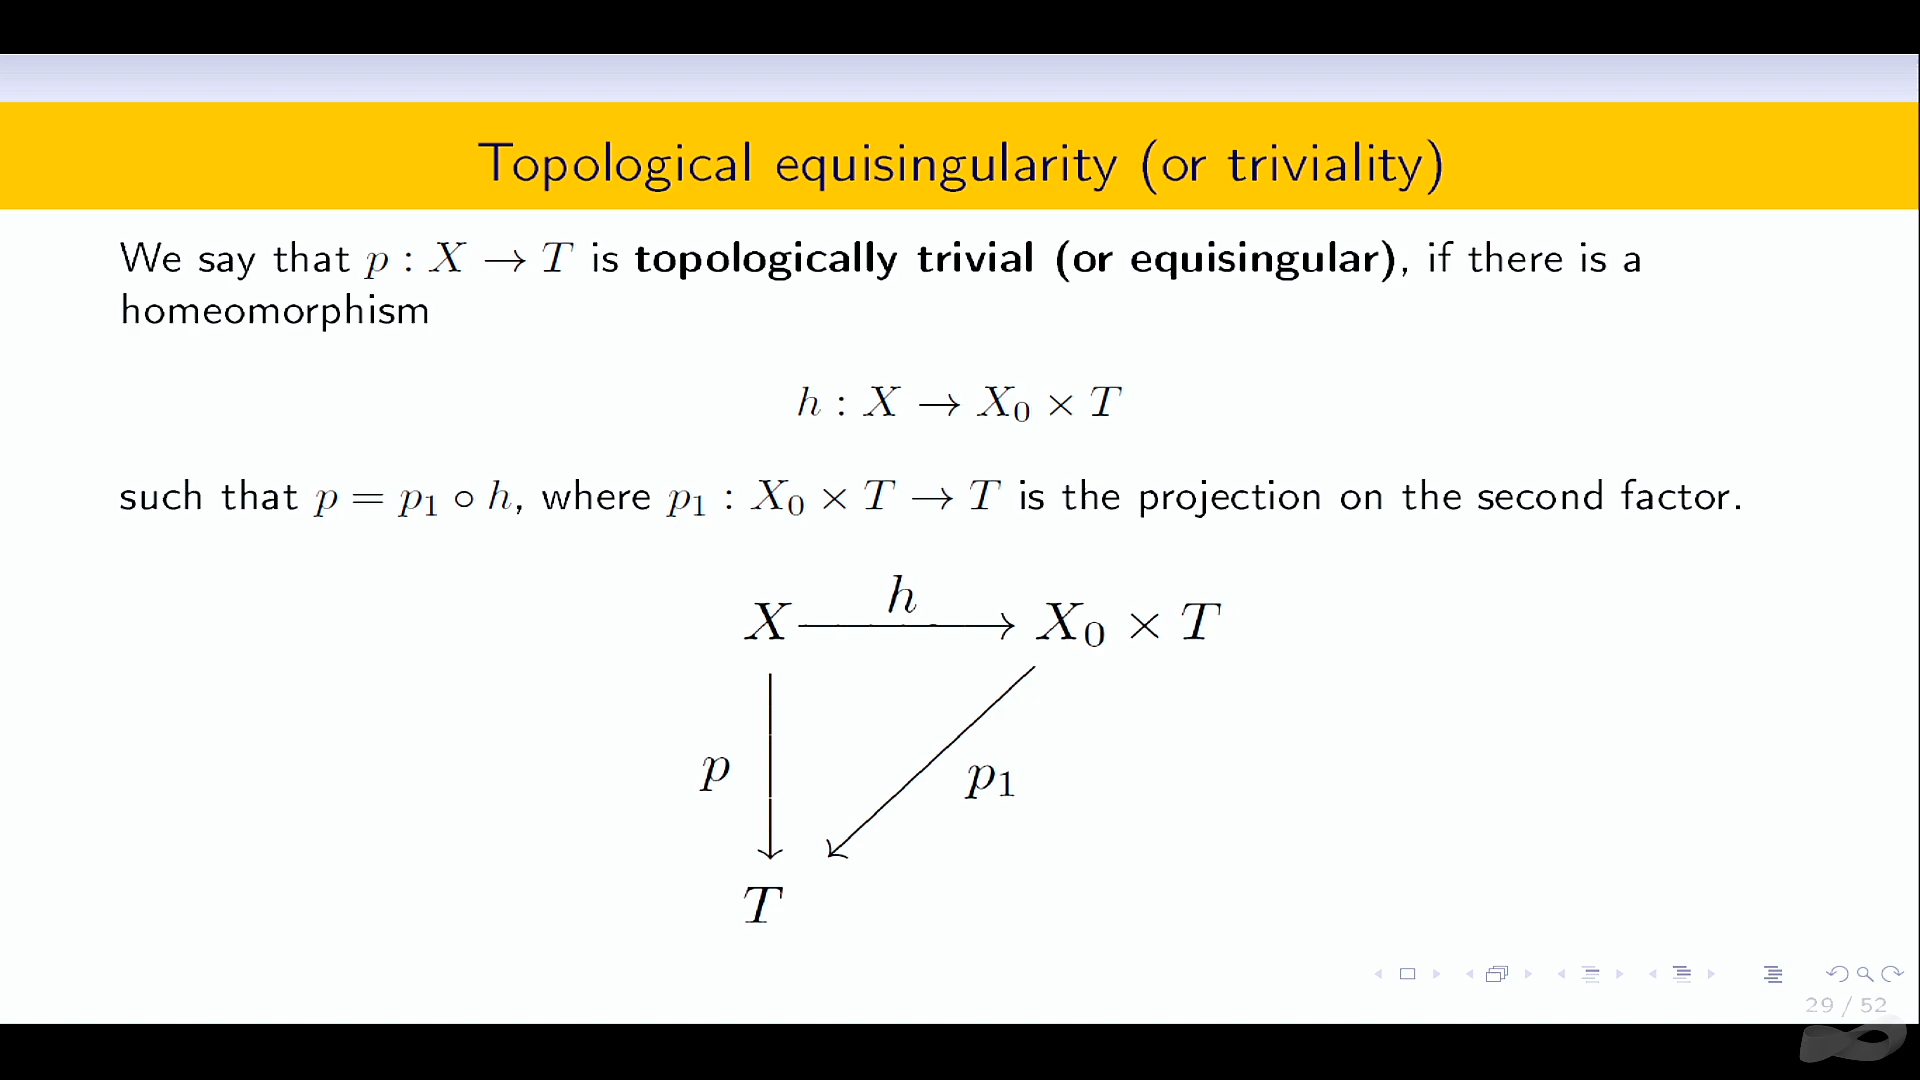 Topological equisingularity (or triviality)
We say that p : X → T is topologically trivial (or equisingular), if there is a
homeomorphism
h : X → X₀ × T
such that p = p₁ ∘ h, where p₁ : X₀ × T → T is the projection on the second factor.
h
X → X₀ × T
p p₁
T
29 / 52